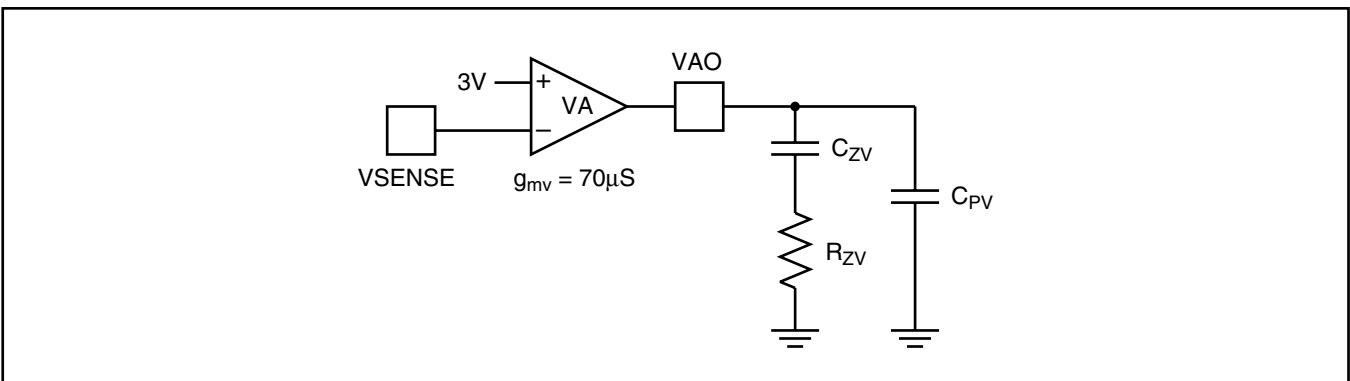 VAO
3V
+
VA
−
VSENSE
g_mv = 70μS
C_ZV
C_PV
R_ZV